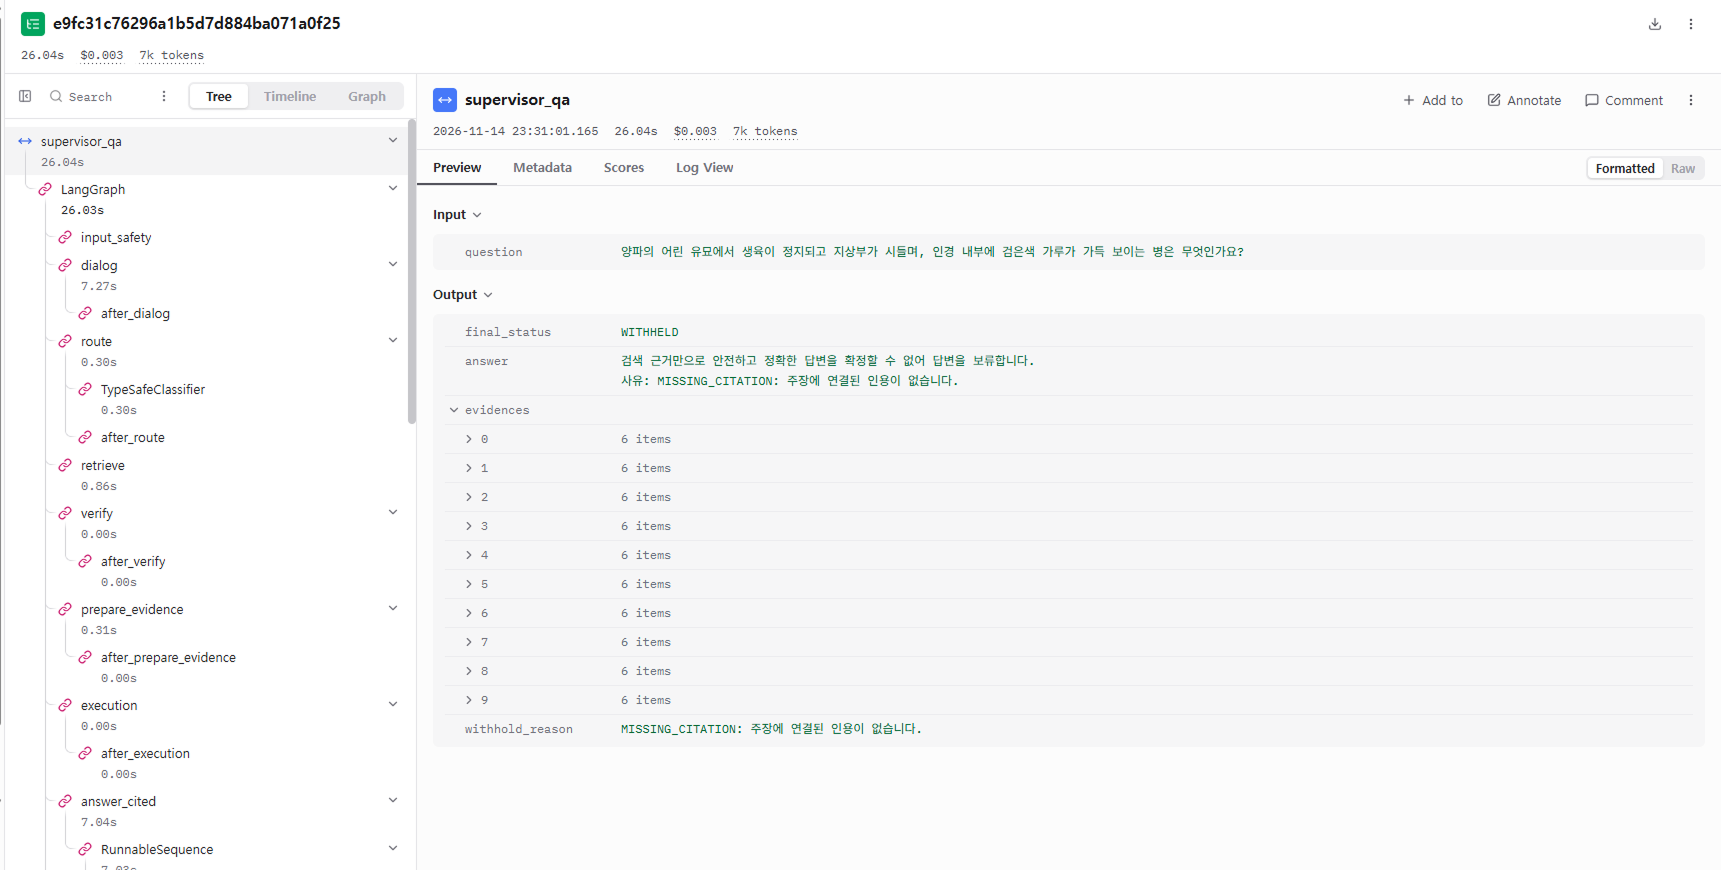 e9fc31c76296a1b5d7d884ba071a0f25
26.04s $0.003 7k tokens
Search
Tree Timeline Graph
supervisor_qa
26.04s
LangGraph
26.03s
input_safety
dialog
7.27s
after_dialog
route
0.30s
TypeSafeClassifier
0.30s
after_route
retrieve
0.86s
verify
0.00s
after_verify
0.00s
prepare_evidence
0.31s
after_prepare_evidence
0.00s
execution
0.00s
after_execution
0.00s
answer_cited
7.04s
RunnableSequence
7.03s
supervisor_qa
Add to Annotate Comment
2026-11-14 23:31:01.165 26.04s $0.003 7k tokens
Preview Metadata Scores Log View
Formatted Raw
Input
question 양파의 어린 유묘에서 생육이 정지되고 지상부가 시들며, 인경 내부에 검은색 가루가 가득 보이는 병은 무엇인가요?
Output
final_status WITHHELD
answer 검색 근거만으로 안전하고 정확한 답변을 확정할 수 없어 답변을 보류합니다.
사유: MISSING_CITATION: 주장에 연결된 인용이 없습니다.
evidences
0 6 items
1 6 items
2 6 items
3 6 items
4 6 items
5 6 items
6 6 items
7 6 items
8 6 items
9 6 items
withhold_reason MISSING_CITATION: 주장에 연결된 인용이 없습니다.